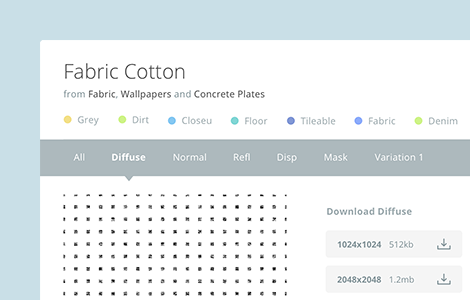 Fabric Cotton
from Fabric, Wallpapers and Concrete Plates
Grey Dirt Closeu Floor Tileable Fabric Denim
All Diffuse Normal Refl Disp Mask Variation 1
Download Diffuse
1024x1024 512kb
2048x2048 1.2mb